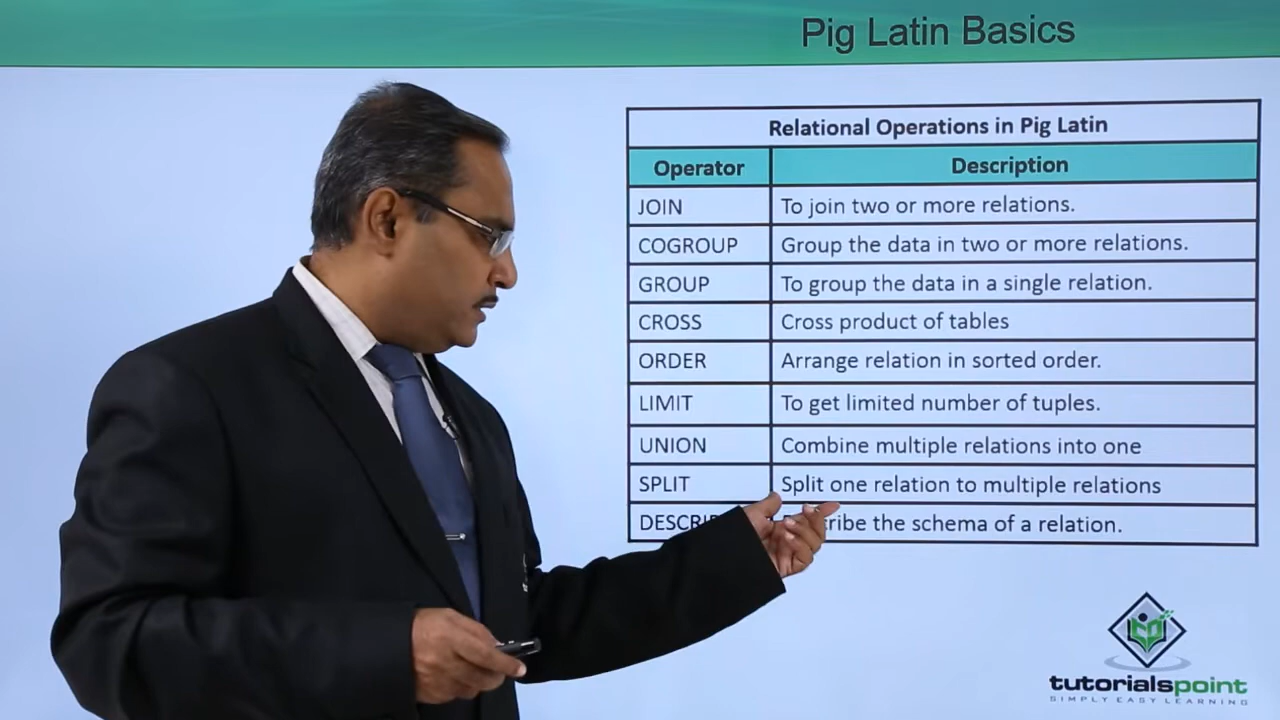 Pig Latin Basics
Relational Operations in Pig Latin
Operator Description
JOIN To join two or more relations.
COGROUP Group the data in two or more relations.
GROUP To group the data in a single relation.
CROSS Cross product of tables
ORDER Arrange relation in sorted order.
LIMIT To get limited number of tuples.
UNION Combine multiple relations into one
SPLIT Split one relation to multiple relations
the schema of a relation.
tutorialspoint
SIMPLY EASY LEARNING